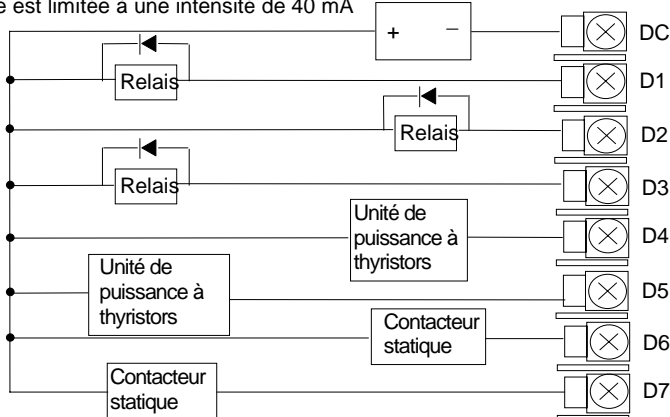 e est limitée à une intensité de 40 mA
+ −
DC
Relais
D1
Relais
D2
Relais
D3
Unité de
puissance à
thyristors
D4
Unité de
puissance à
thyristors
D5
Contacteur
statique
D6
Contacteur
statique
D7